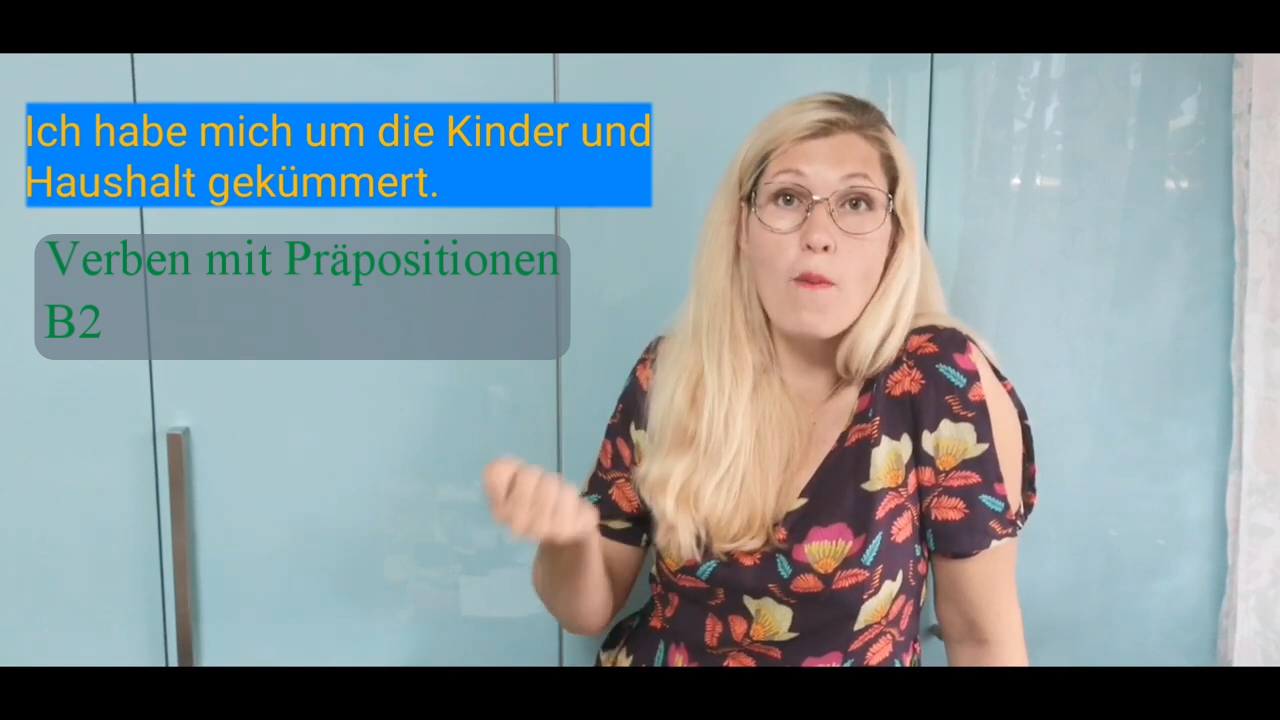 Ich habe mich um die Kinder und
Haushalt gekümmert.
Verben mit Präpositionen
B2